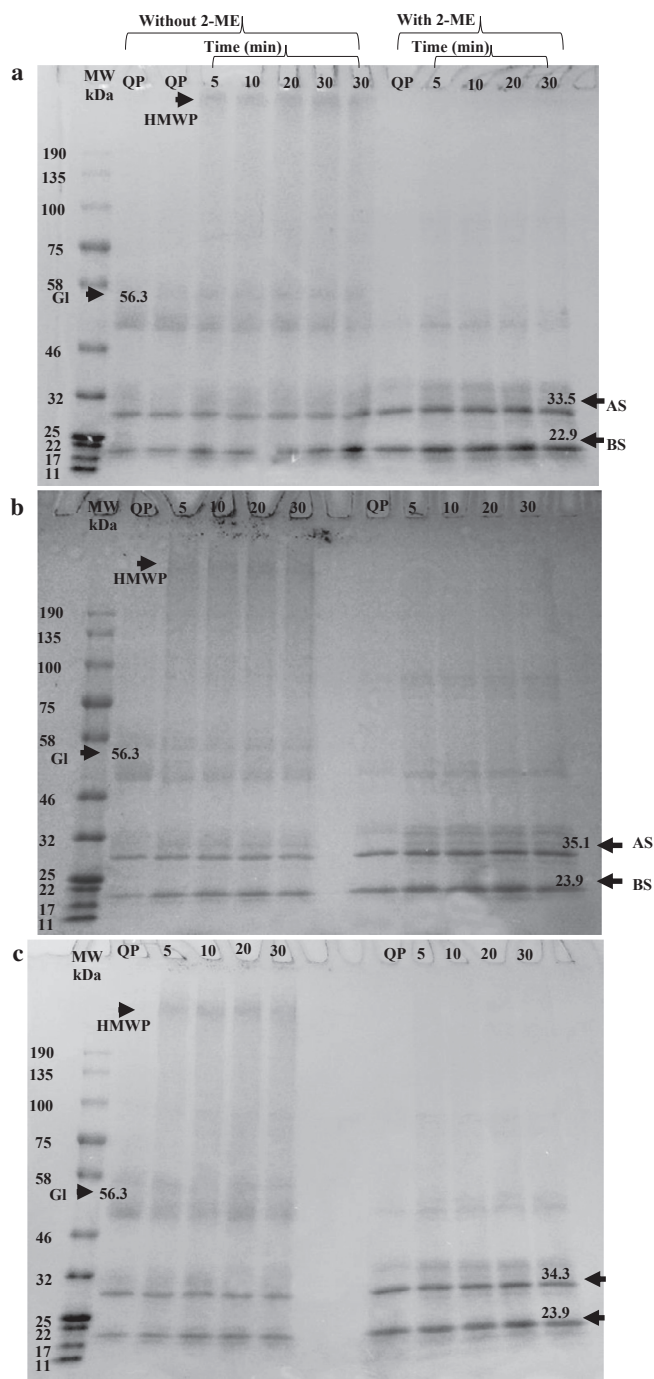 Without 2-ME With 2-ME
Time (min) Time (min)
a
MW QP QP 5 10 20 30 30 QP 5 10 20 30
kDa
HMWP
190
135
100
75
58
Gl 56.3
46
32 33.5 AS
25
22 22.9 BS
17
11
b
MW QP 5 10 20 30 QP 5 10 20 30
kDa
HMWP
190
135
100
75
58
Gl 56.3
46
32 35.1 AS
25 23.9
22 BS
17
11
c
MW QP 5 10 20 30 QP 5 10 20 30
kDa
HMWP
190
135
100
75
58
Gl 56.3
46
32 34.3
25 23.9
22
17
11